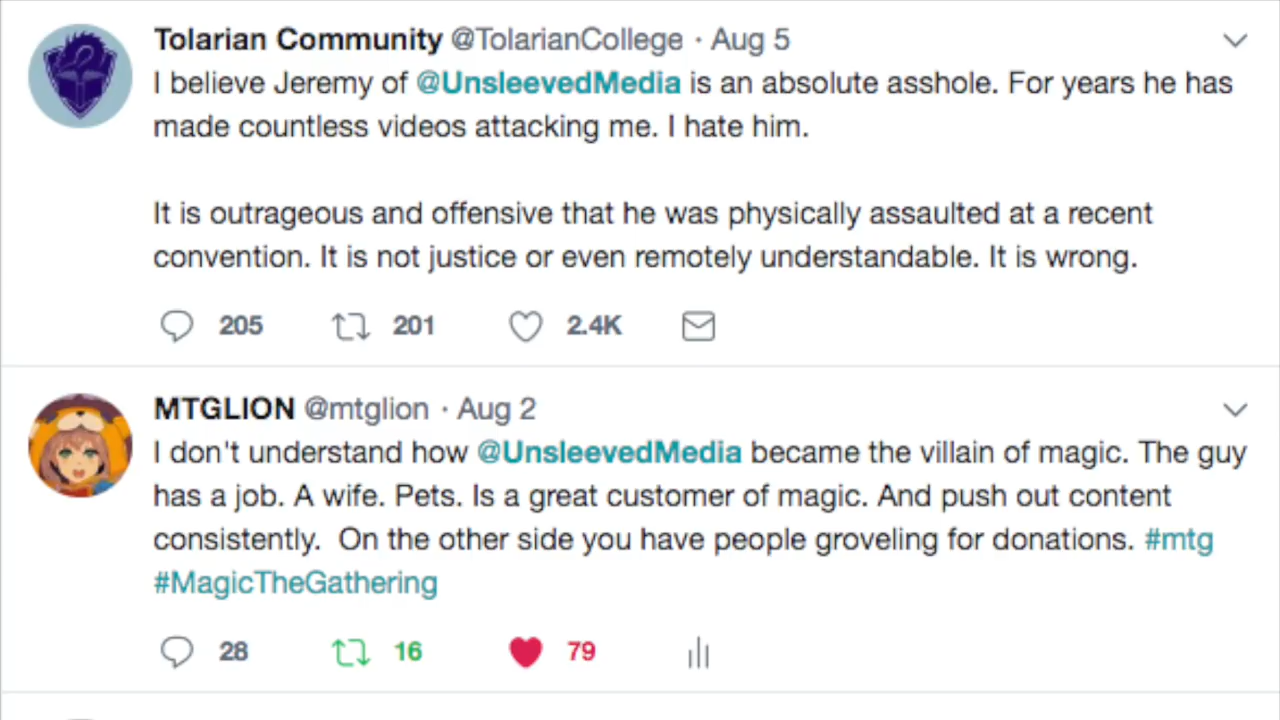 Tolarian Community @TolarianCollege · Aug 5
I believe Jeremy of @UnsleevedMedia is an absolute asshole. For years he has
made countless videos attacking me. I hate him.
It is outrageous and offensive that he was physically assaulted at a recent
convention. It is not justice or even remotely understandable. It is wrong.
205 201 2.4K
MTGLION @mtglion · Aug 2
I don't understand how @UnsleevedMedia became the villain of magic. The guy
has a job. A wife. Pets. Is a great customer of magic. And push out content
consistently.  On the other side you have people groveling for donations. #mtg
#MagicTheGathering
28 16 79